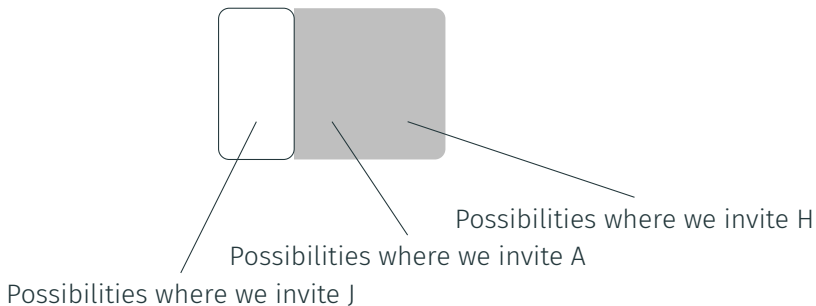 Possibilities where we invite H
Possibilities where we invite A
Possibilities where we invite J